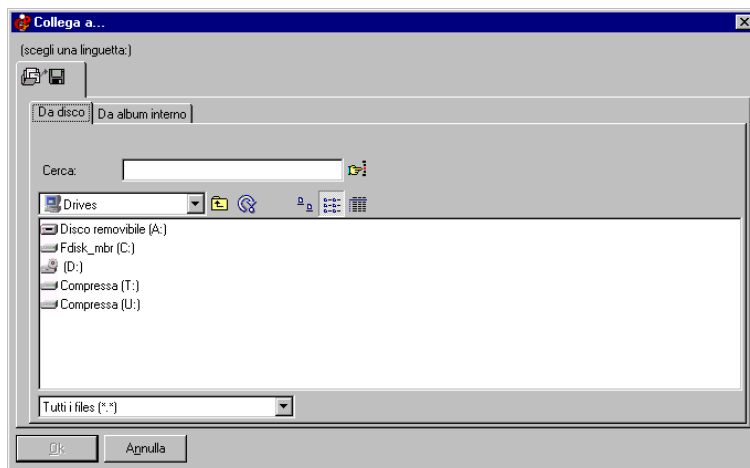 Collega a...
(scegli una linguetta:)
Da disco Da album interno
Cerca:
Drives
Disco removibile (A:)
Fdisk_mbr (C:)
(D:)
Compressa (T:)
Compressa (U:)
Tutti i files (*.*)
Ok Annulla